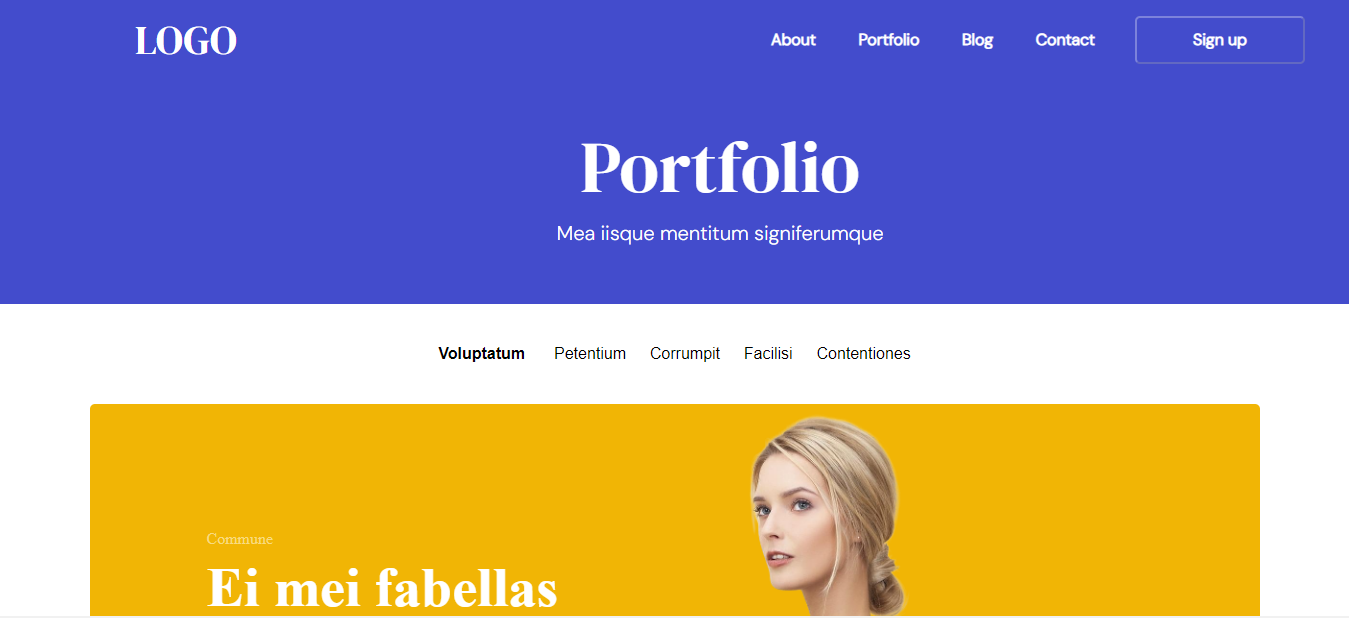 LOGO
About Portfolio Blog Contact Sign up
Portfolio
Mea iisque mentitum signiferumque
Voluptatum Petentium Corrumpit Facilisi Contentiones
Commune
Ei mei fabellas